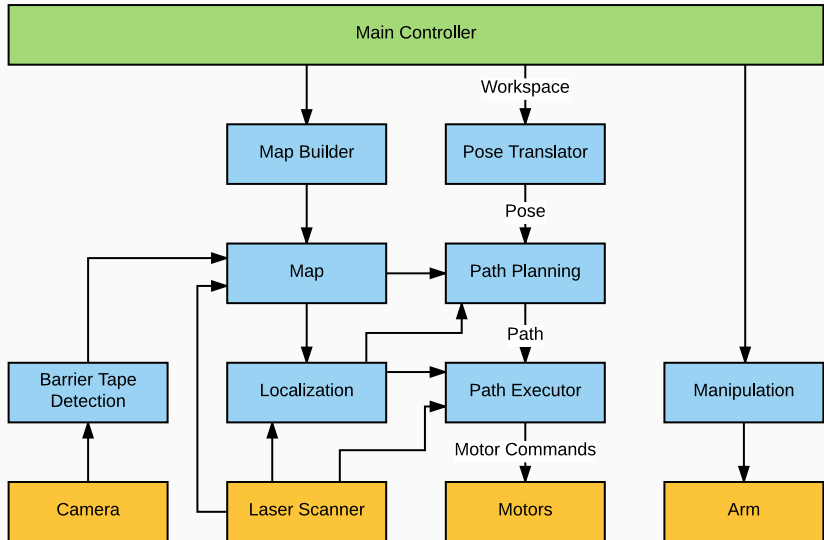 Main Controller
Workspace
Map Builder
Pose Translator
Pose
Map
Path Planning
Path
Barrier Tape
Detection
Localization
Path Executor
Manipulation
Motor Commands
Camera
Laser Scanner
Motors
Arm